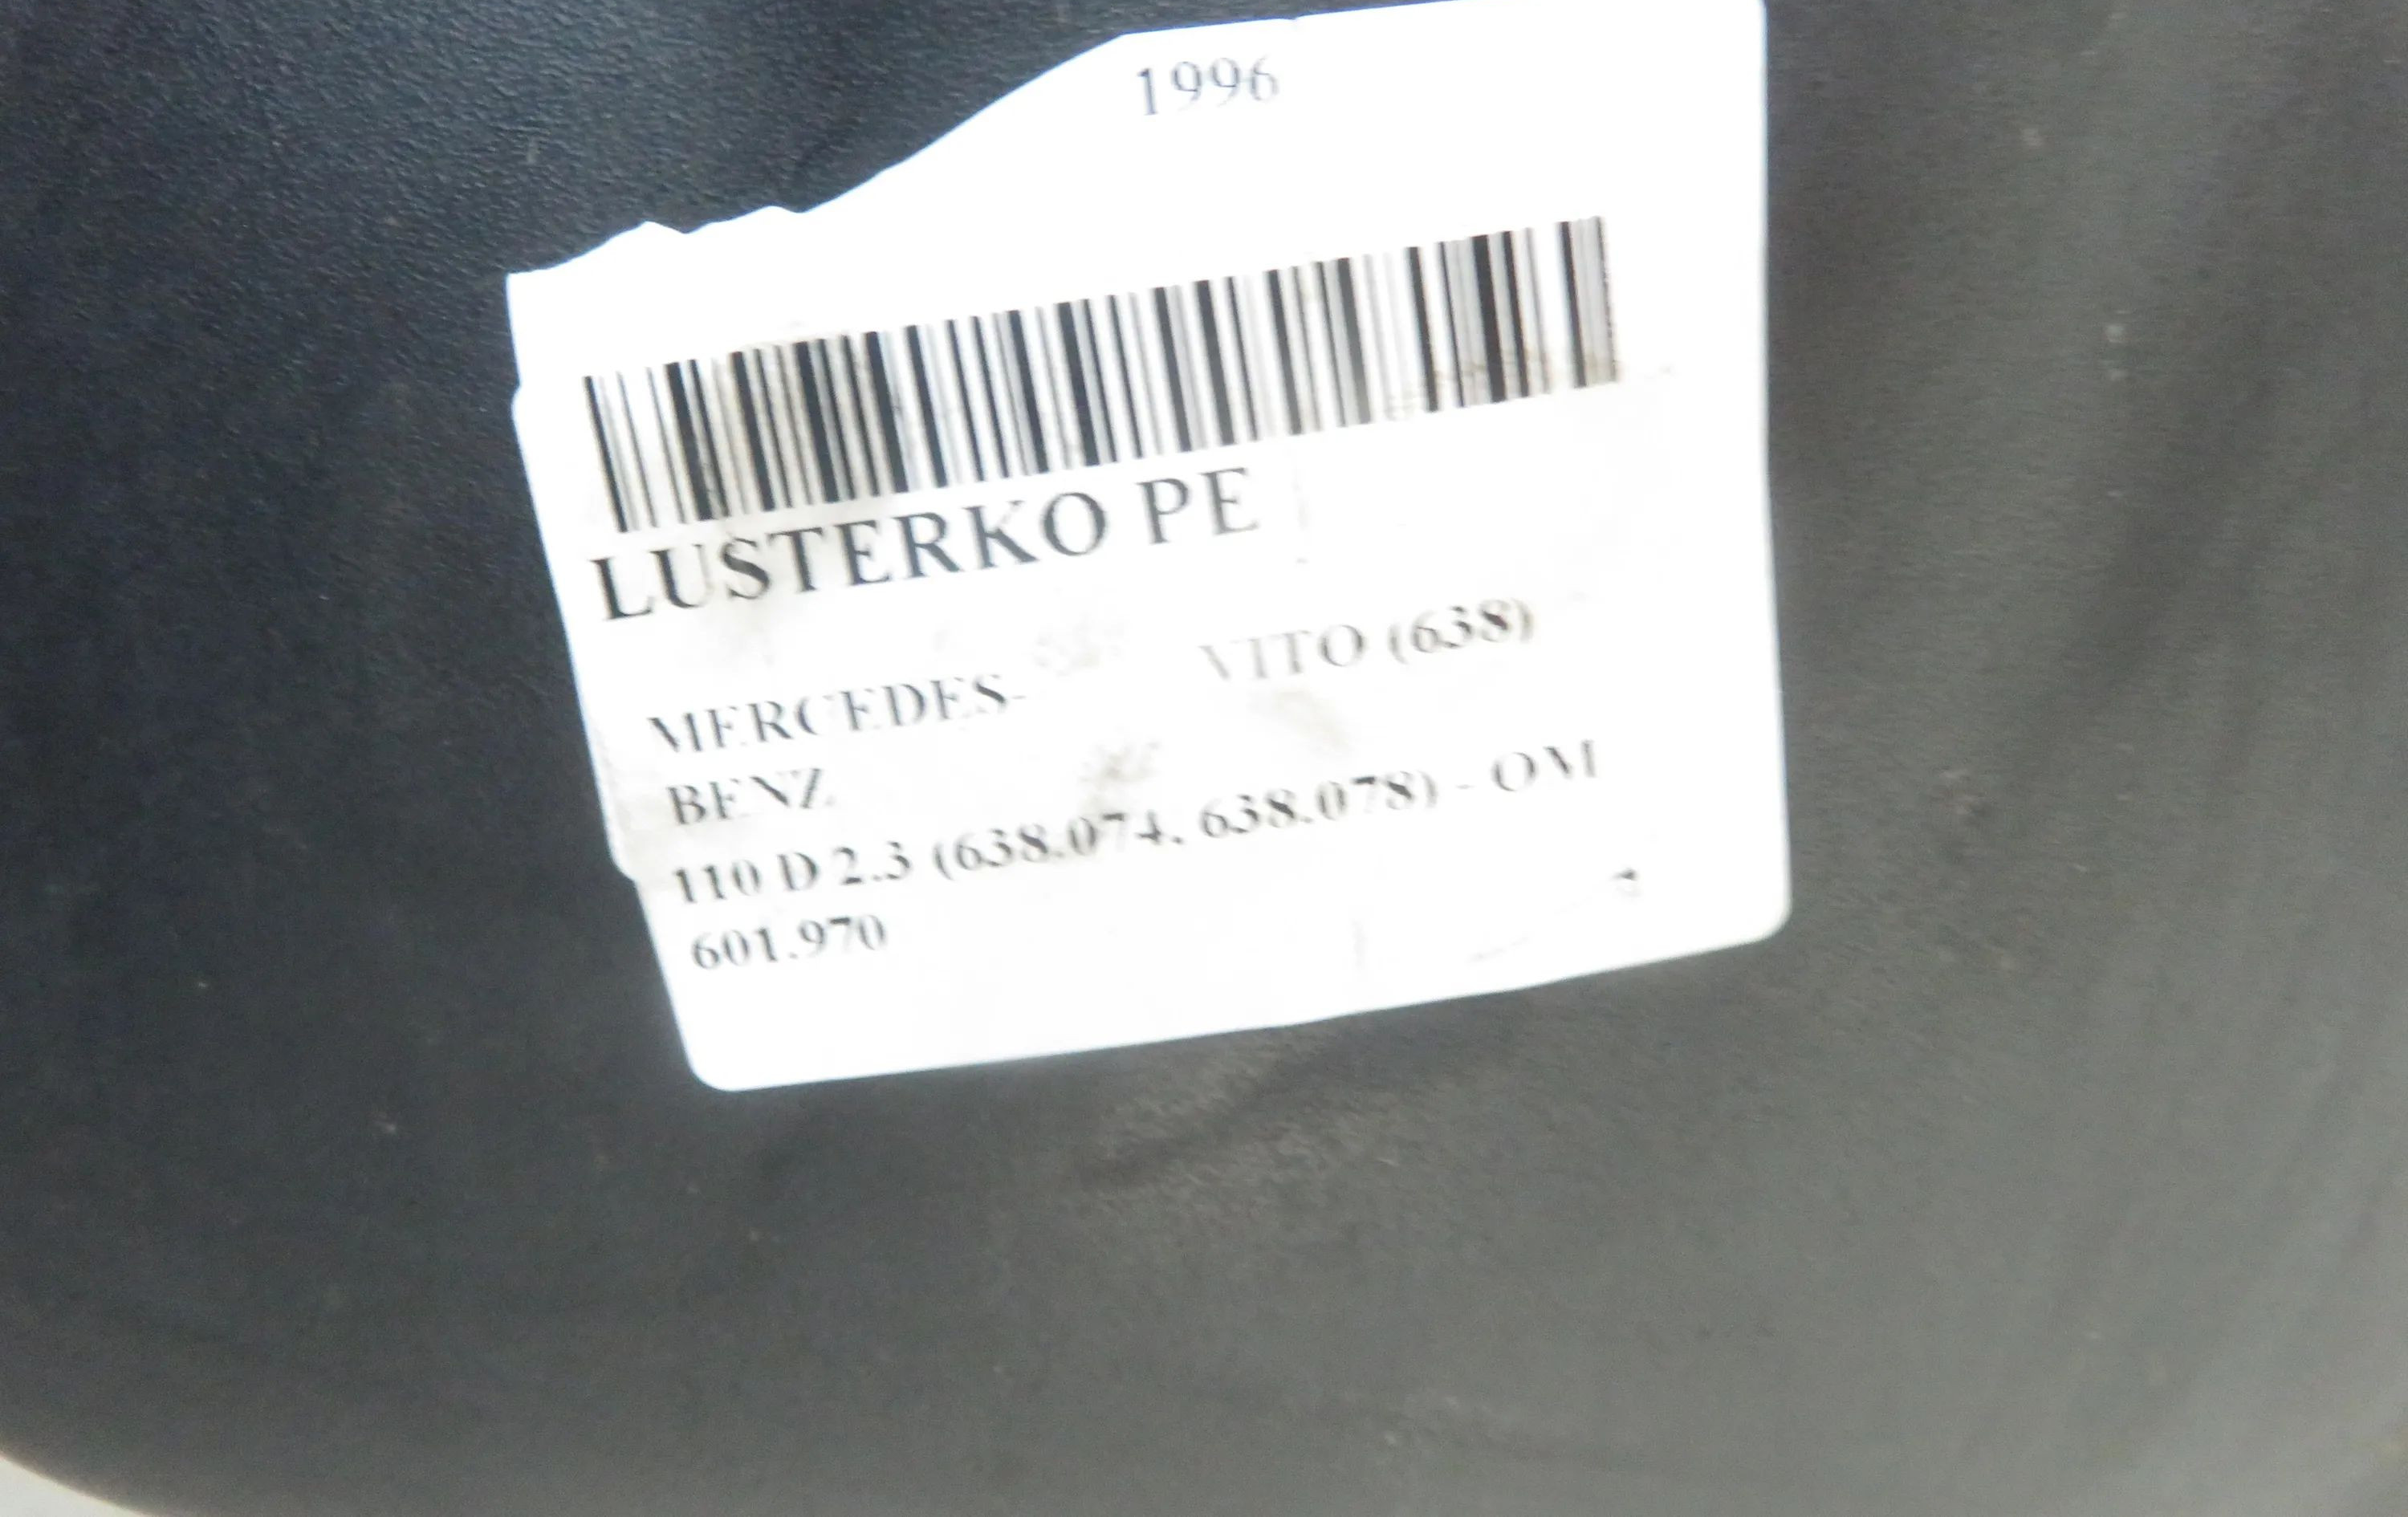 1996
LUSTERKO PE
MERCEDES- VITO (638)
BENZ
110 D 2.3 (638.074, 638.078) - OM
601.970